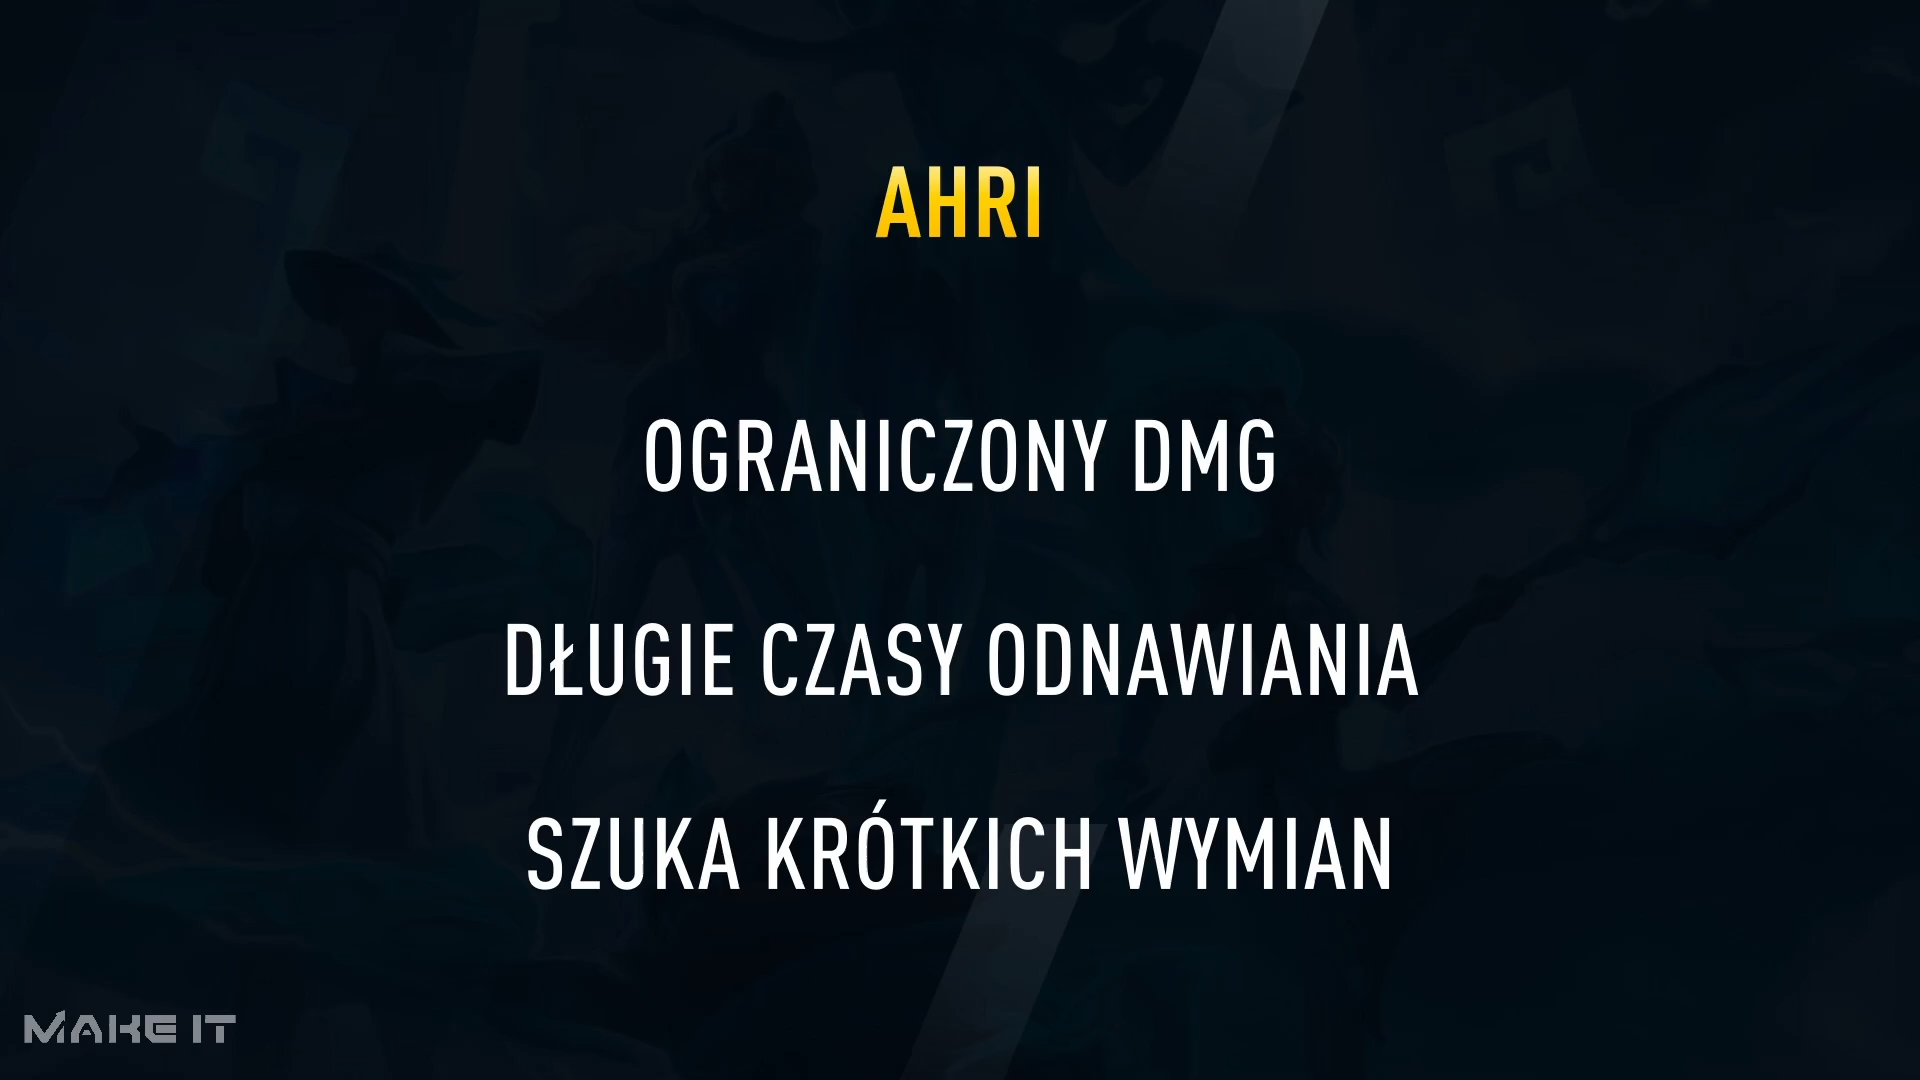 AHRI
OGRANICZONY DMG
DŁUGIE CZASY ODNAWIANIA
SZUKA KRÓTKICH WYMIAN
MAKE IT